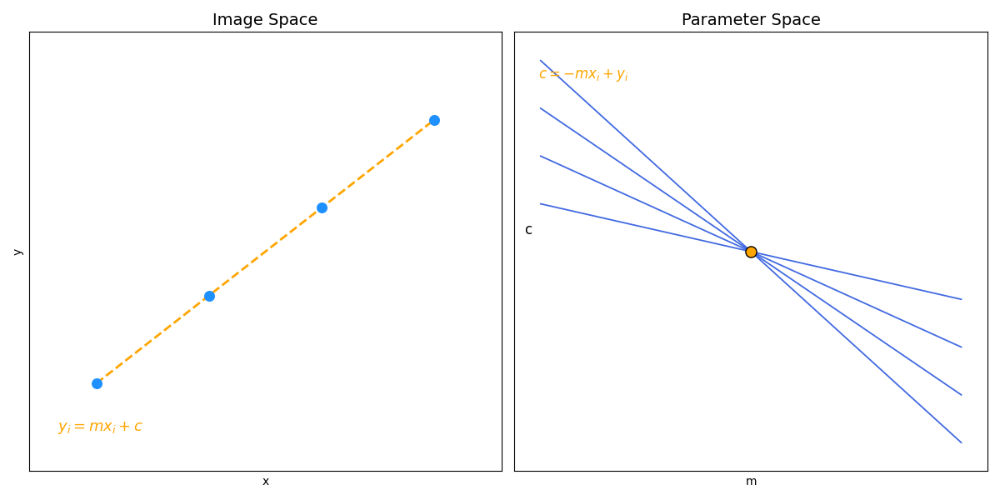 Image Space
y
$y_i = mx_i + c$
x
Parameter Space
$c = -mx_i + y_i$
c
m